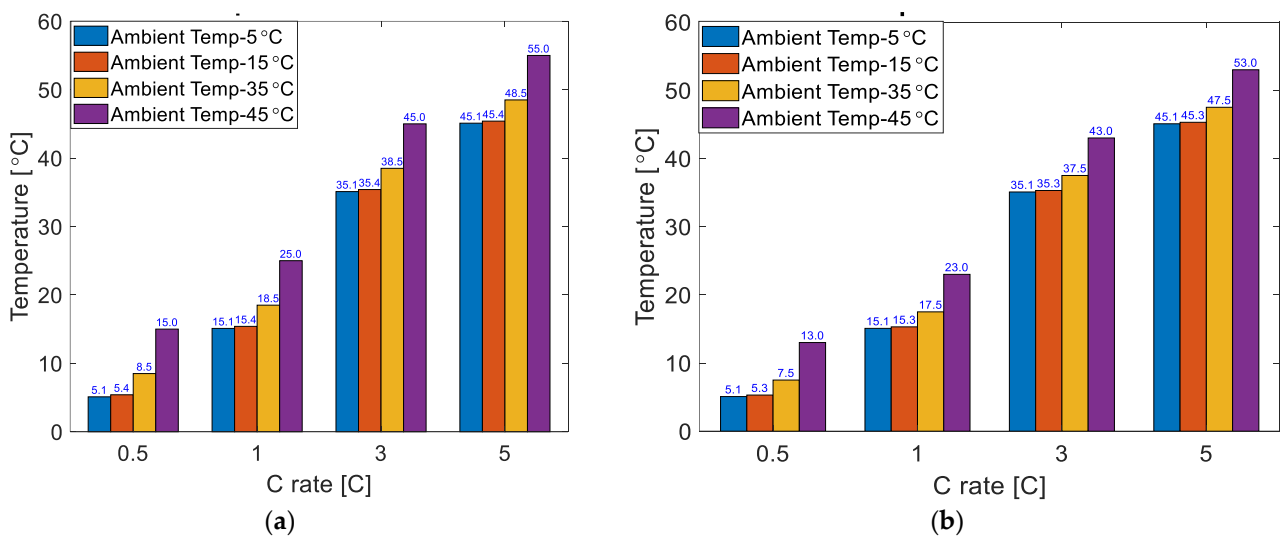 60
50
40
30
20
10
0
Temperature [°C]
Ambient Temp-5°C
Ambient Temp-15°C
Ambient Temp-35°C
Ambient Temp-45°C
5.1 5.4 8.5 15.0
15.1 15.4 18.5 25.0
35.1 35.4 38.5 45.0
45.1 45.4 48.5 55.0
0.5 1 3 5
C rate [C]
(a)
60
50
40
30
20
10
0
Temperature [°C]
Ambient Temp-5°C
Ambient Temp-15°C
Ambient Temp-35°C
Ambient Temp-45°C
5.1 5.3 7.5 13.0
15.1 15.3 17.5 23.0
35.1 35.3 37.5 43.0
45.1 45.3 47.5 53.0
0.5 1 3 5
C rate [C]
(b)